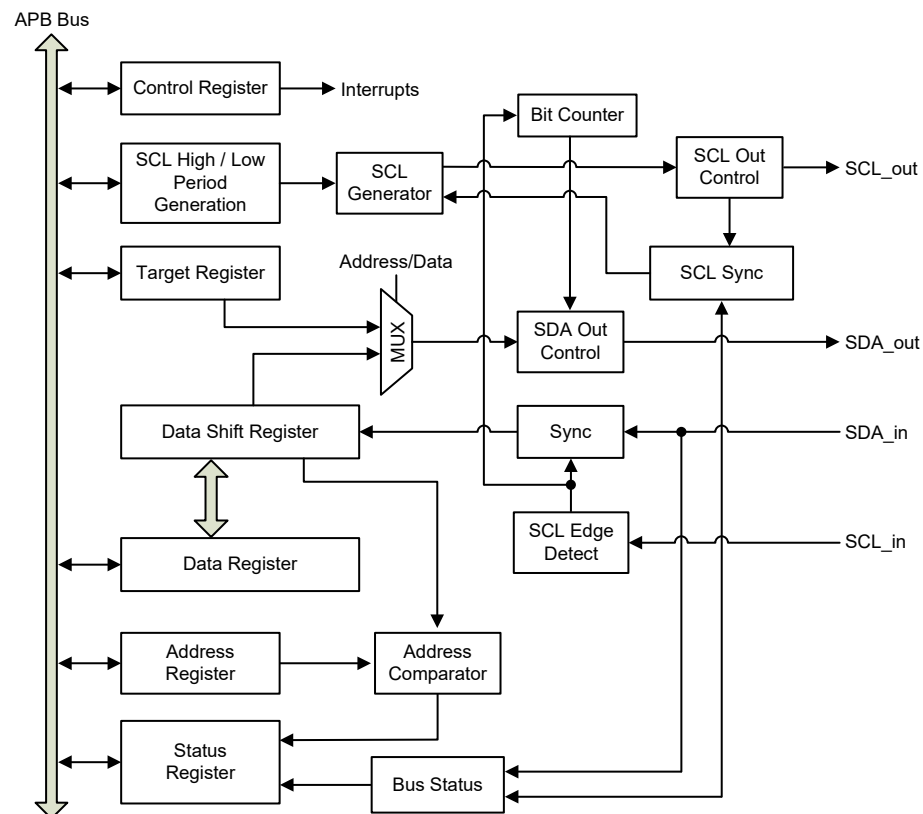 APB Bus
Control Register
Interrupts
Bit Counter
SCL High / Low
Period
Generation
SCL
Generator
SCL Out
Control
SCL_out
Target Register
Address/Data
SCL Sync
MUX
SDA Out
Control
SDA_out
Data Shift Register
Sync
SDA_in
SCL Edge
Detect
SCL_in
Data Register
Address
Register
Address
Comparator
Status
Register
Bus Status